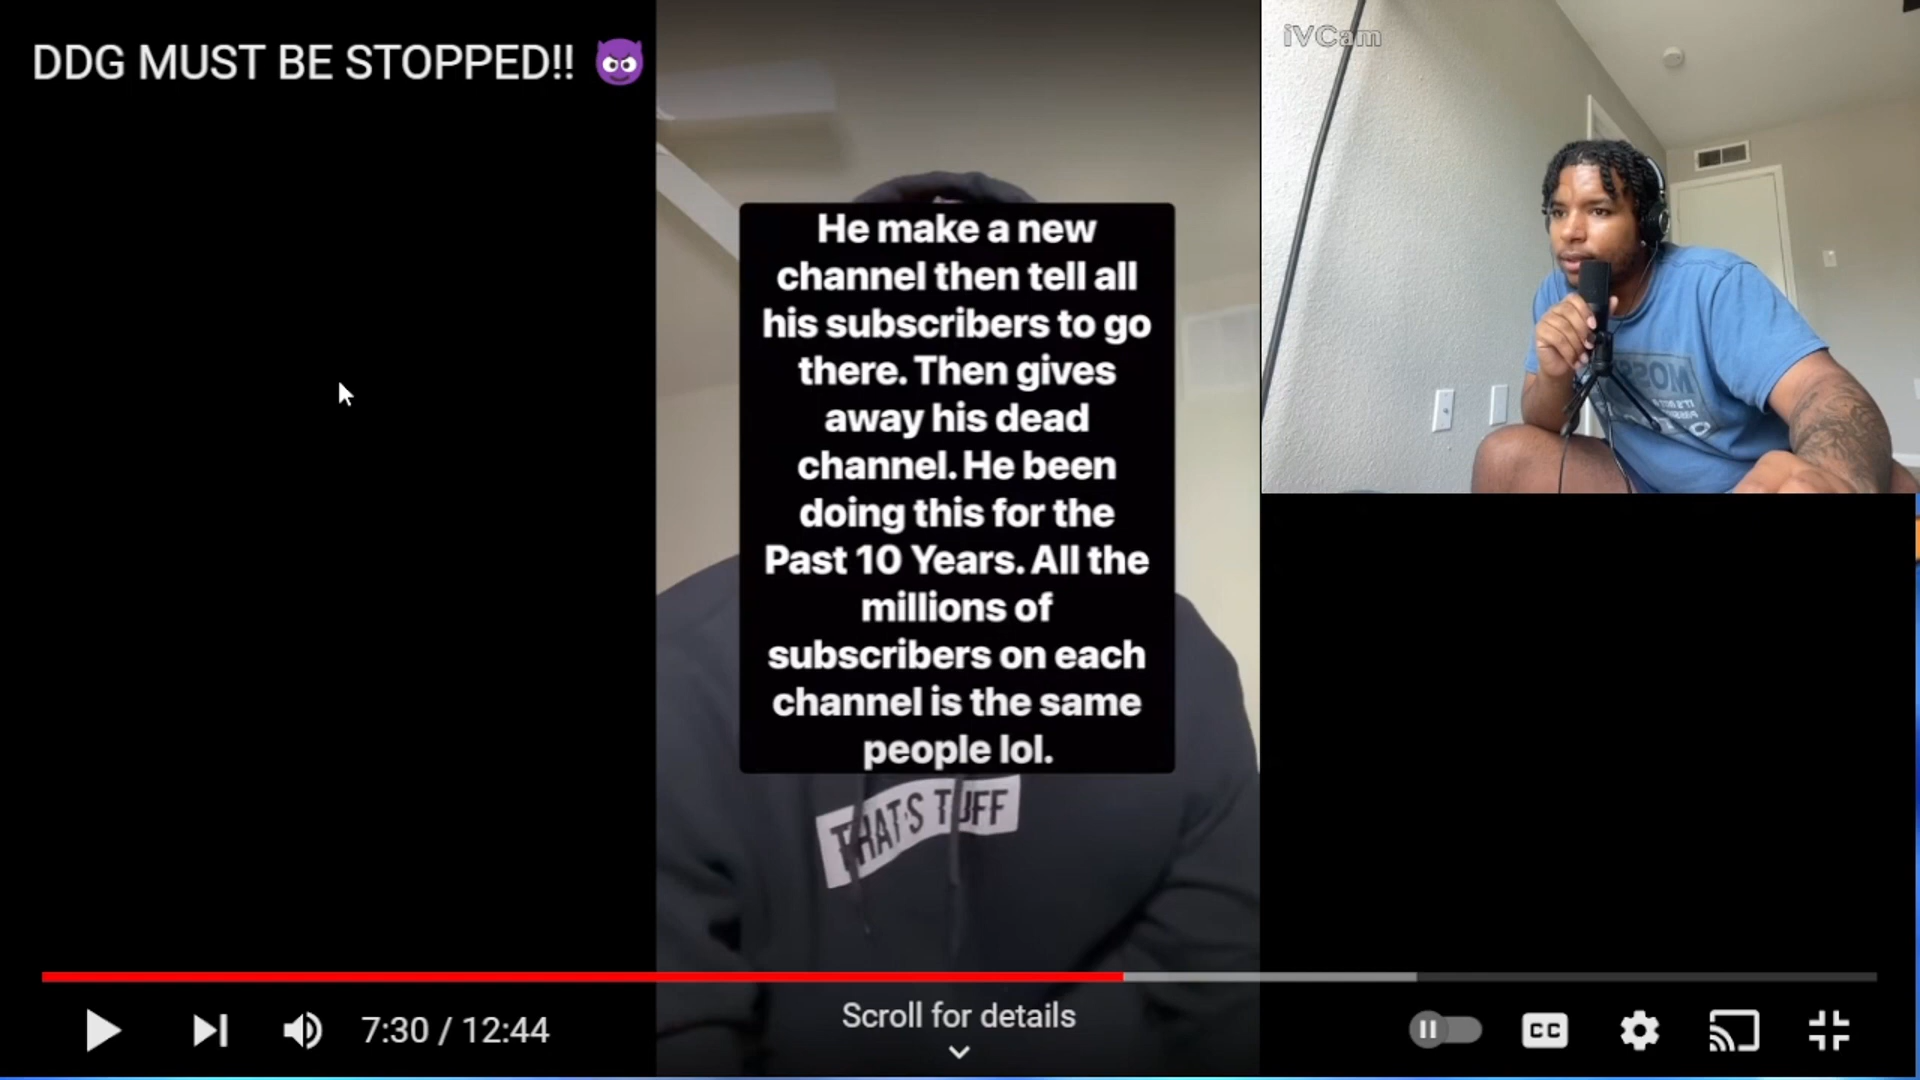 DDG MUST BE STOPPED!! 😈
iVCam
He make a new
channel then tell all
his subscribers to go
there. Then gives
away his dead
channel. He been
doing this for the
Past 10 Years. All the
millions of
subscribers on each
channel is the same
people lol.
THAT'S TUFF
7:30 / 12:44
Scroll for details
CC